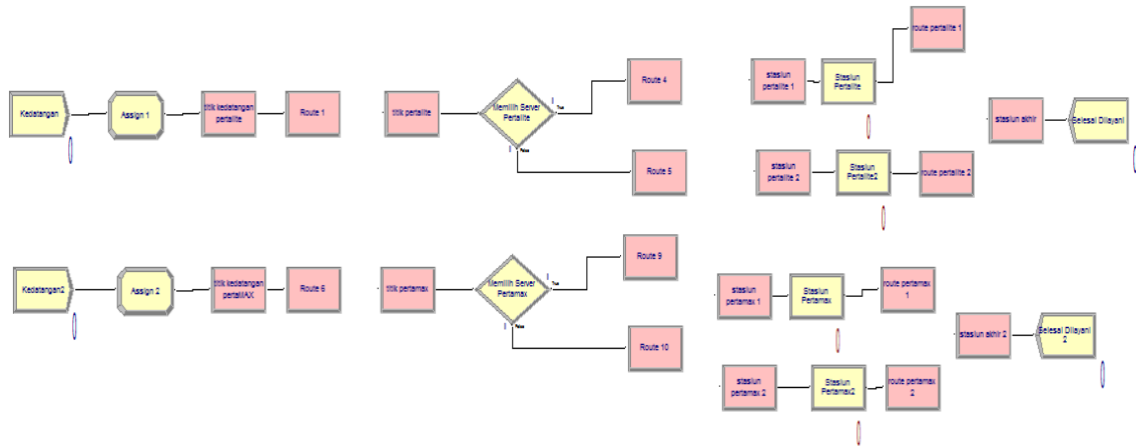 Kedatangan
Assign 1
titik kedatangan
pertalite
Route 1
titik pertalite
Memilih Server
Pertalite
True
False
Route 4
Route 5
stasiun
pertalite 1
Stasiun
Pertalite
route pertalite 1
stasiun
pertalite 2
Stasiun
Pertalite2
route pertalite 2
stasiun akhir
Selesai Dilayani
Kedatangan2
Assign 2
titik kedatangan
pertaMAX
Route 6
titik pertamax
Memilih Server
Pertamax
True
False
Route 9
Route 10
stasiun
pertamax 1
Stasiun
Pertamax
route pertamax
1
stasiun
pertamax 2
Stasiun
Pertamax2
route pertamax
2
stasiun akhir 2
Selesai Dilayani
2